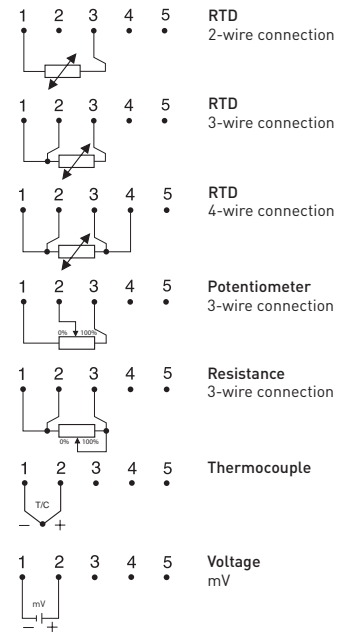 1 2 3 4 5 RTD
2-wire connection
1 2 3 4 5 RTD
3-wire connection
1 2 3 4 5 RTD
4-wire connection
1 2 3 4 5 Potentiometer
3-wire connection
0% 100%
1 2 3 4 5 Resistance
3-wire connection
0% 100%
1 2 3 4 5 Thermocouple
T/C
– +
1 2 3 4 5 Voltage
mV
mV
– +